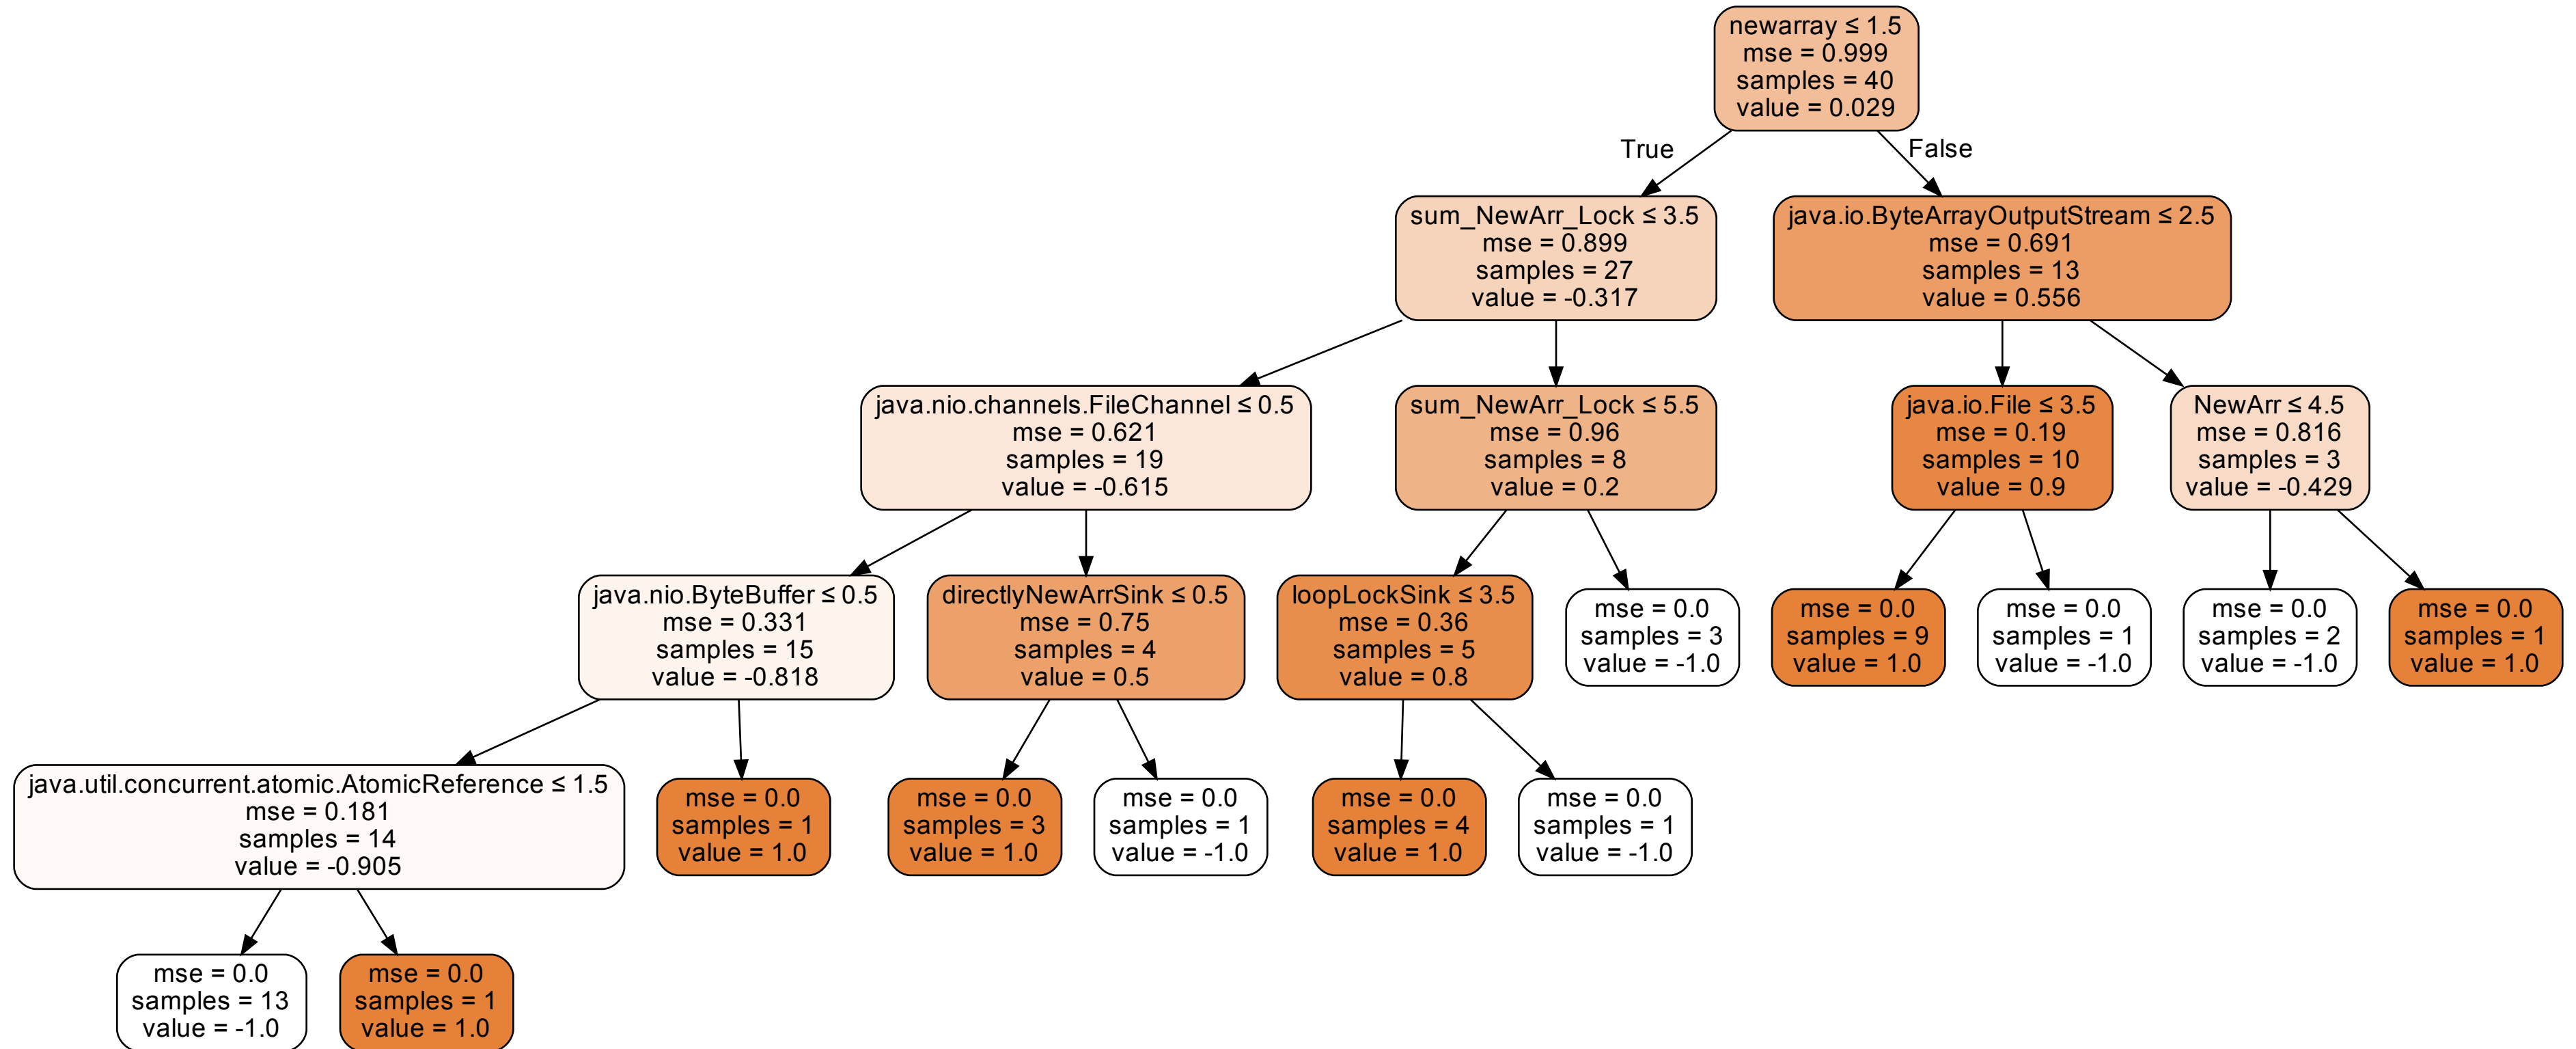 newarray ≤ 1.5
mse = 0.999
samples = 40
value = 0.029
True
False
sum_NewArr_Lock ≤ 3.5
mse = 0.899
samples = 27
value = -0.317
java.io.ByteArrayOutputStream ≤ 2.5
mse = 0.691
samples = 13
value = 0.556
java.nio.channels.FileChannel ≤ 0.5
mse = 0.621
samples = 19
value = -0.615
sum_NewArr_Lock ≤ 5.5
mse = 0.96
samples = 8
value = 0.2
java.io.File ≤ 3.5
mse = 0.19
samples = 10
value = 0.9
NewArr ≤ 4.5
mse = 0.816
samples = 3
value = -0.429
java.nio.ByteBuffer ≤ 0.5
mse = 0.331
samples = 15
value = -0.818
directlyNewArrSink ≤ 0.5
mse = 0.75
samples = 4
value = 0.5
loopLockSink ≤ 3.5
mse = 0.36
samples = 5
value = 0.8
mse = 0.0
samples = 3
value = -1.0
mse = 0.0
samples = 9
value = 1.0
mse = 0.0
samples = 1
value = -1.0
mse = 0.0
samples = 2
value = -1.0
mse = 0.0
samples = 1
value = 1.0
java.util.concurrent.atomic.AtomicReference ≤ 1.5
mse = 0.181
samples = 14
value = -0.905
mse = 0.0
samples = 1
value = 1.0
mse = 0.0
samples = 3
value = 1.0
mse = 0.0
samples = 1
value = -1.0
mse = 0.0
samples = 4
value = 1.0
mse = 0.0
samples = 1
value = -1.0
mse = 0.0
samples = 13
value = -1.0
mse = 0.0
samples = 1
value = 1.0